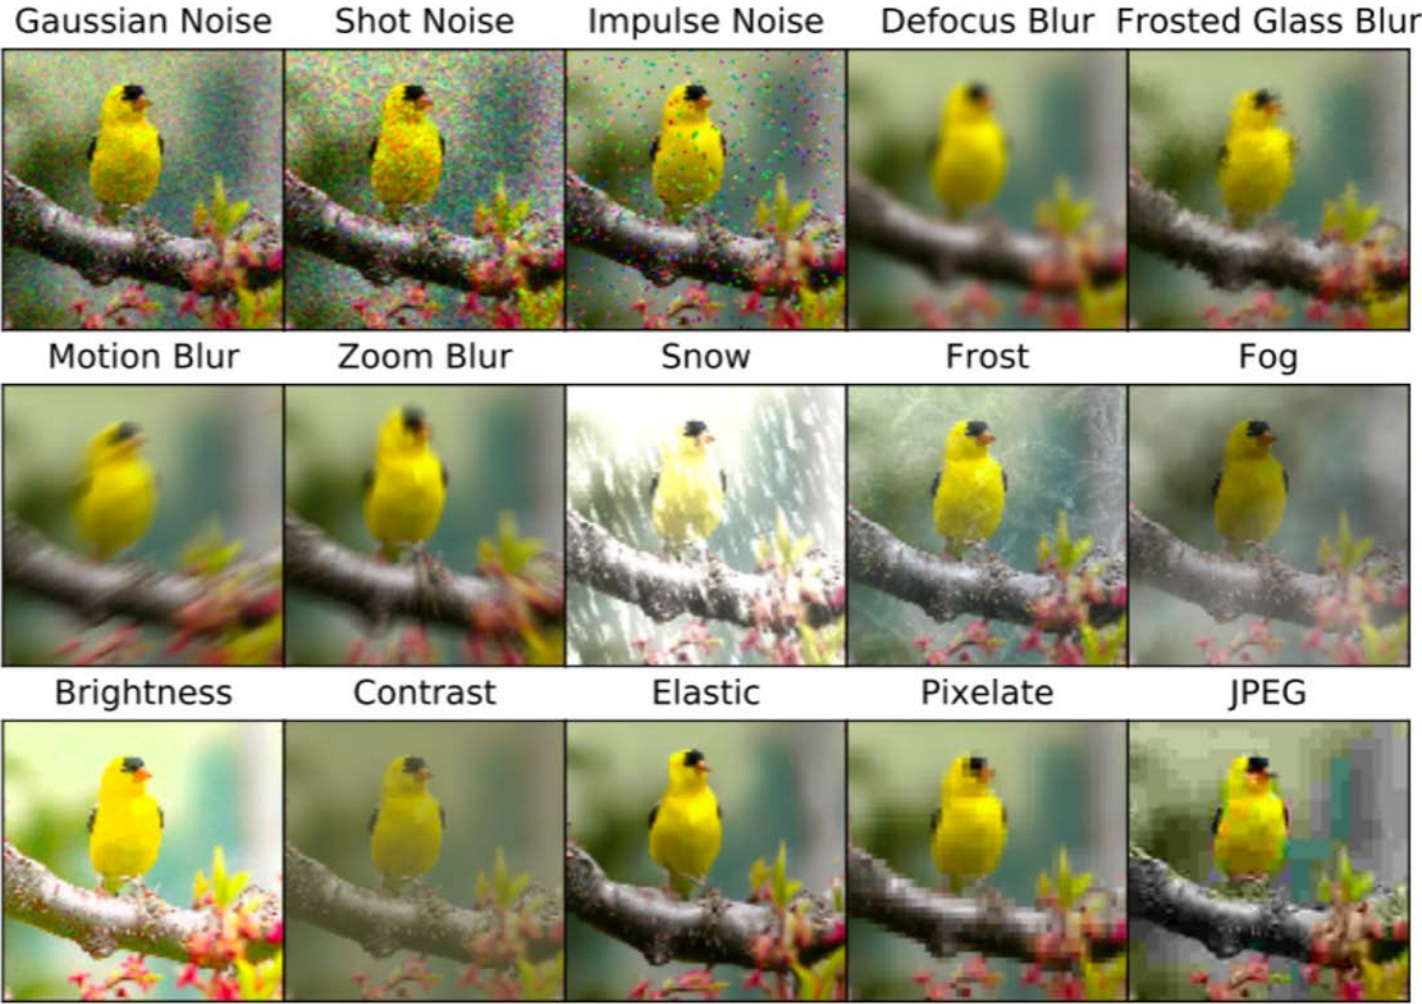 Gaussian Noise Shot Noise Impulse Noise Defocus Blur Frosted Glass Blur
Motion Blur Zoom Blur Snow Frost Fog
Brightness Contrast Elastic Pixelate JPEG